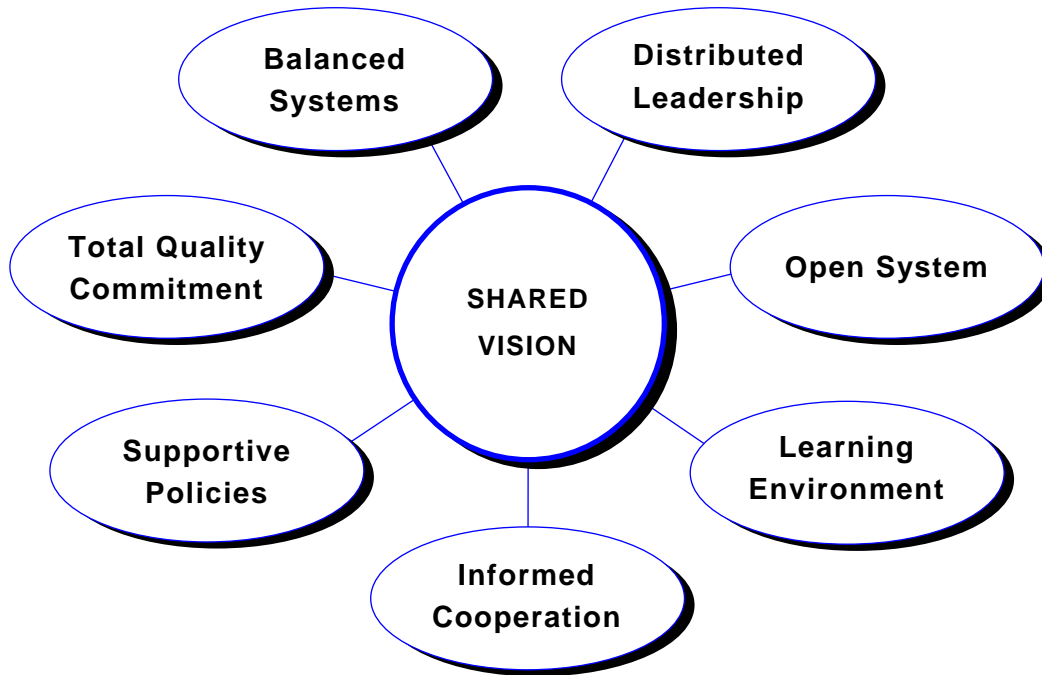 Balanced
Systems
Distributed
Leadership
Total Quality
Commitment
SHARED
VISION
Open System
Supportive
Policies
Learning
Environment
Informed
Cooperation